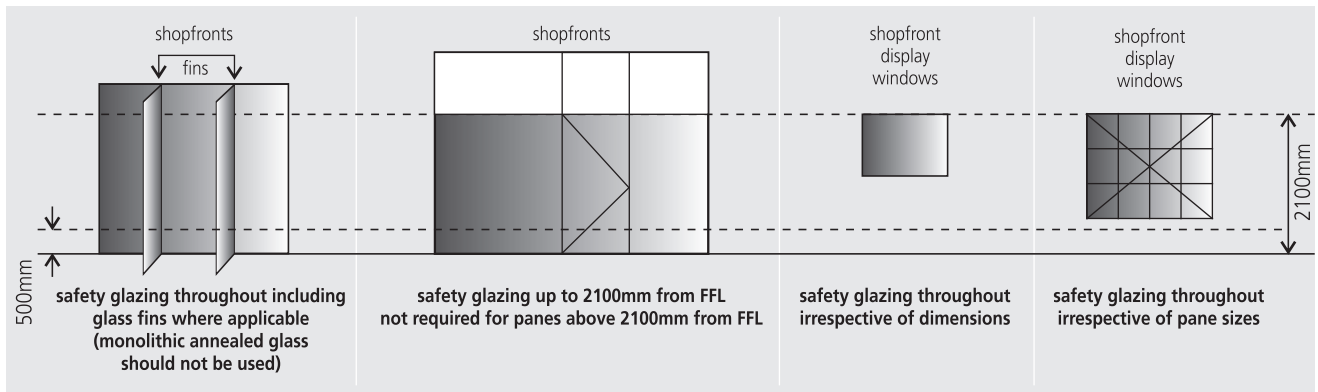 shopfronts
fins
500mm
safety glazing throughout including
glass fins where applicable
(monolithic annealed glass
should not be used)
shopfronts
safety glazing up to 2100mm from FFL
not required for panes above 2100mm from FFL
shopfront
display
windows
safety glazing throughout
irrespective of dimensions
shopfront
display
windows
2100mm
safety glazing throughout
irrespective of pane sizes